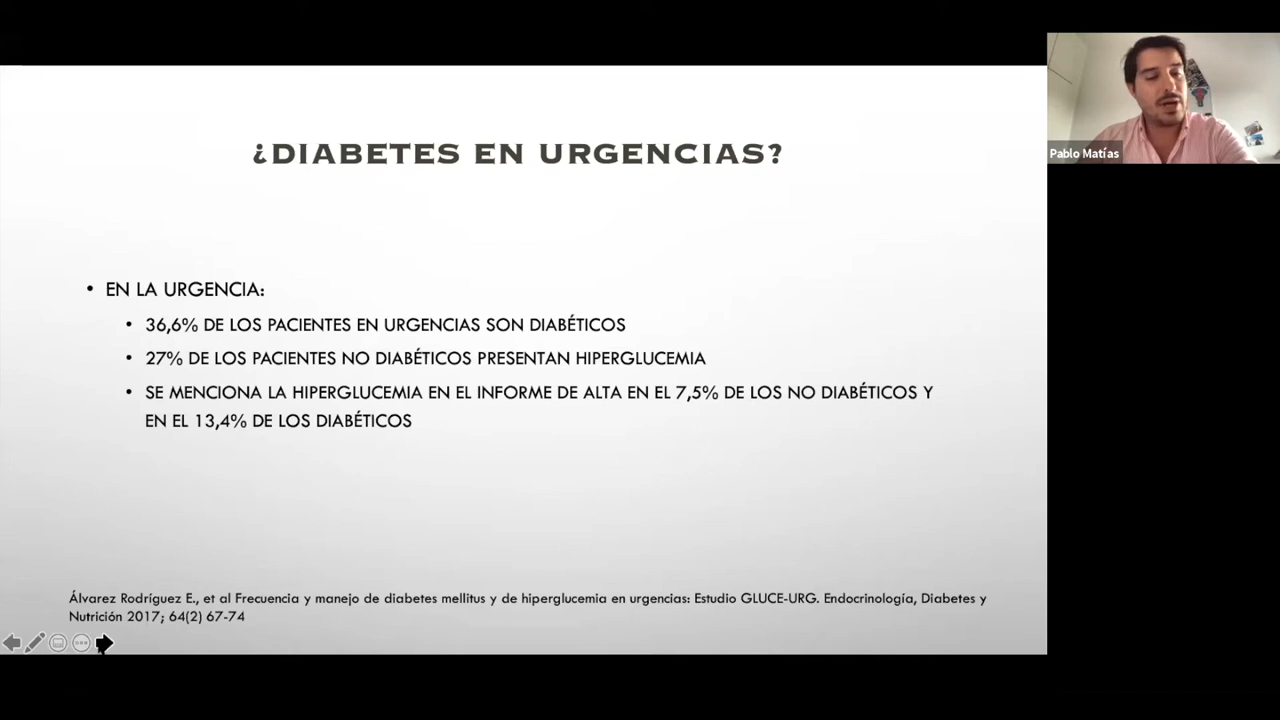 ¿DIABETES EN URGENCIAS?
• EN LA URGENCIA:
• 36,6% DE LOS PACIENTES EN URGENCIAS SON DIABÉTICOS
• 27% DE LOS PACIENTES NO DIABÉTICOS PRESENTAN HIPERGLUCEMIA
• SE MENCIONA LA HIPERGLUCEMIA EN EL INFORME DE ALTA EN EL 7,5% DE LOS NO DIABÉTICOS Y
EN EL 13,4% DE LOS DIABÉTICOS
Álvarez Rodríguez E., et al Frecuencia y manejo de diabetes mellitus y de hiperglucemia en urgencias: Estudio GLUCE-URG. Endocrinología, Diabetes y
Nutrición 2017; 64(2) 67-74
Pablo Matías